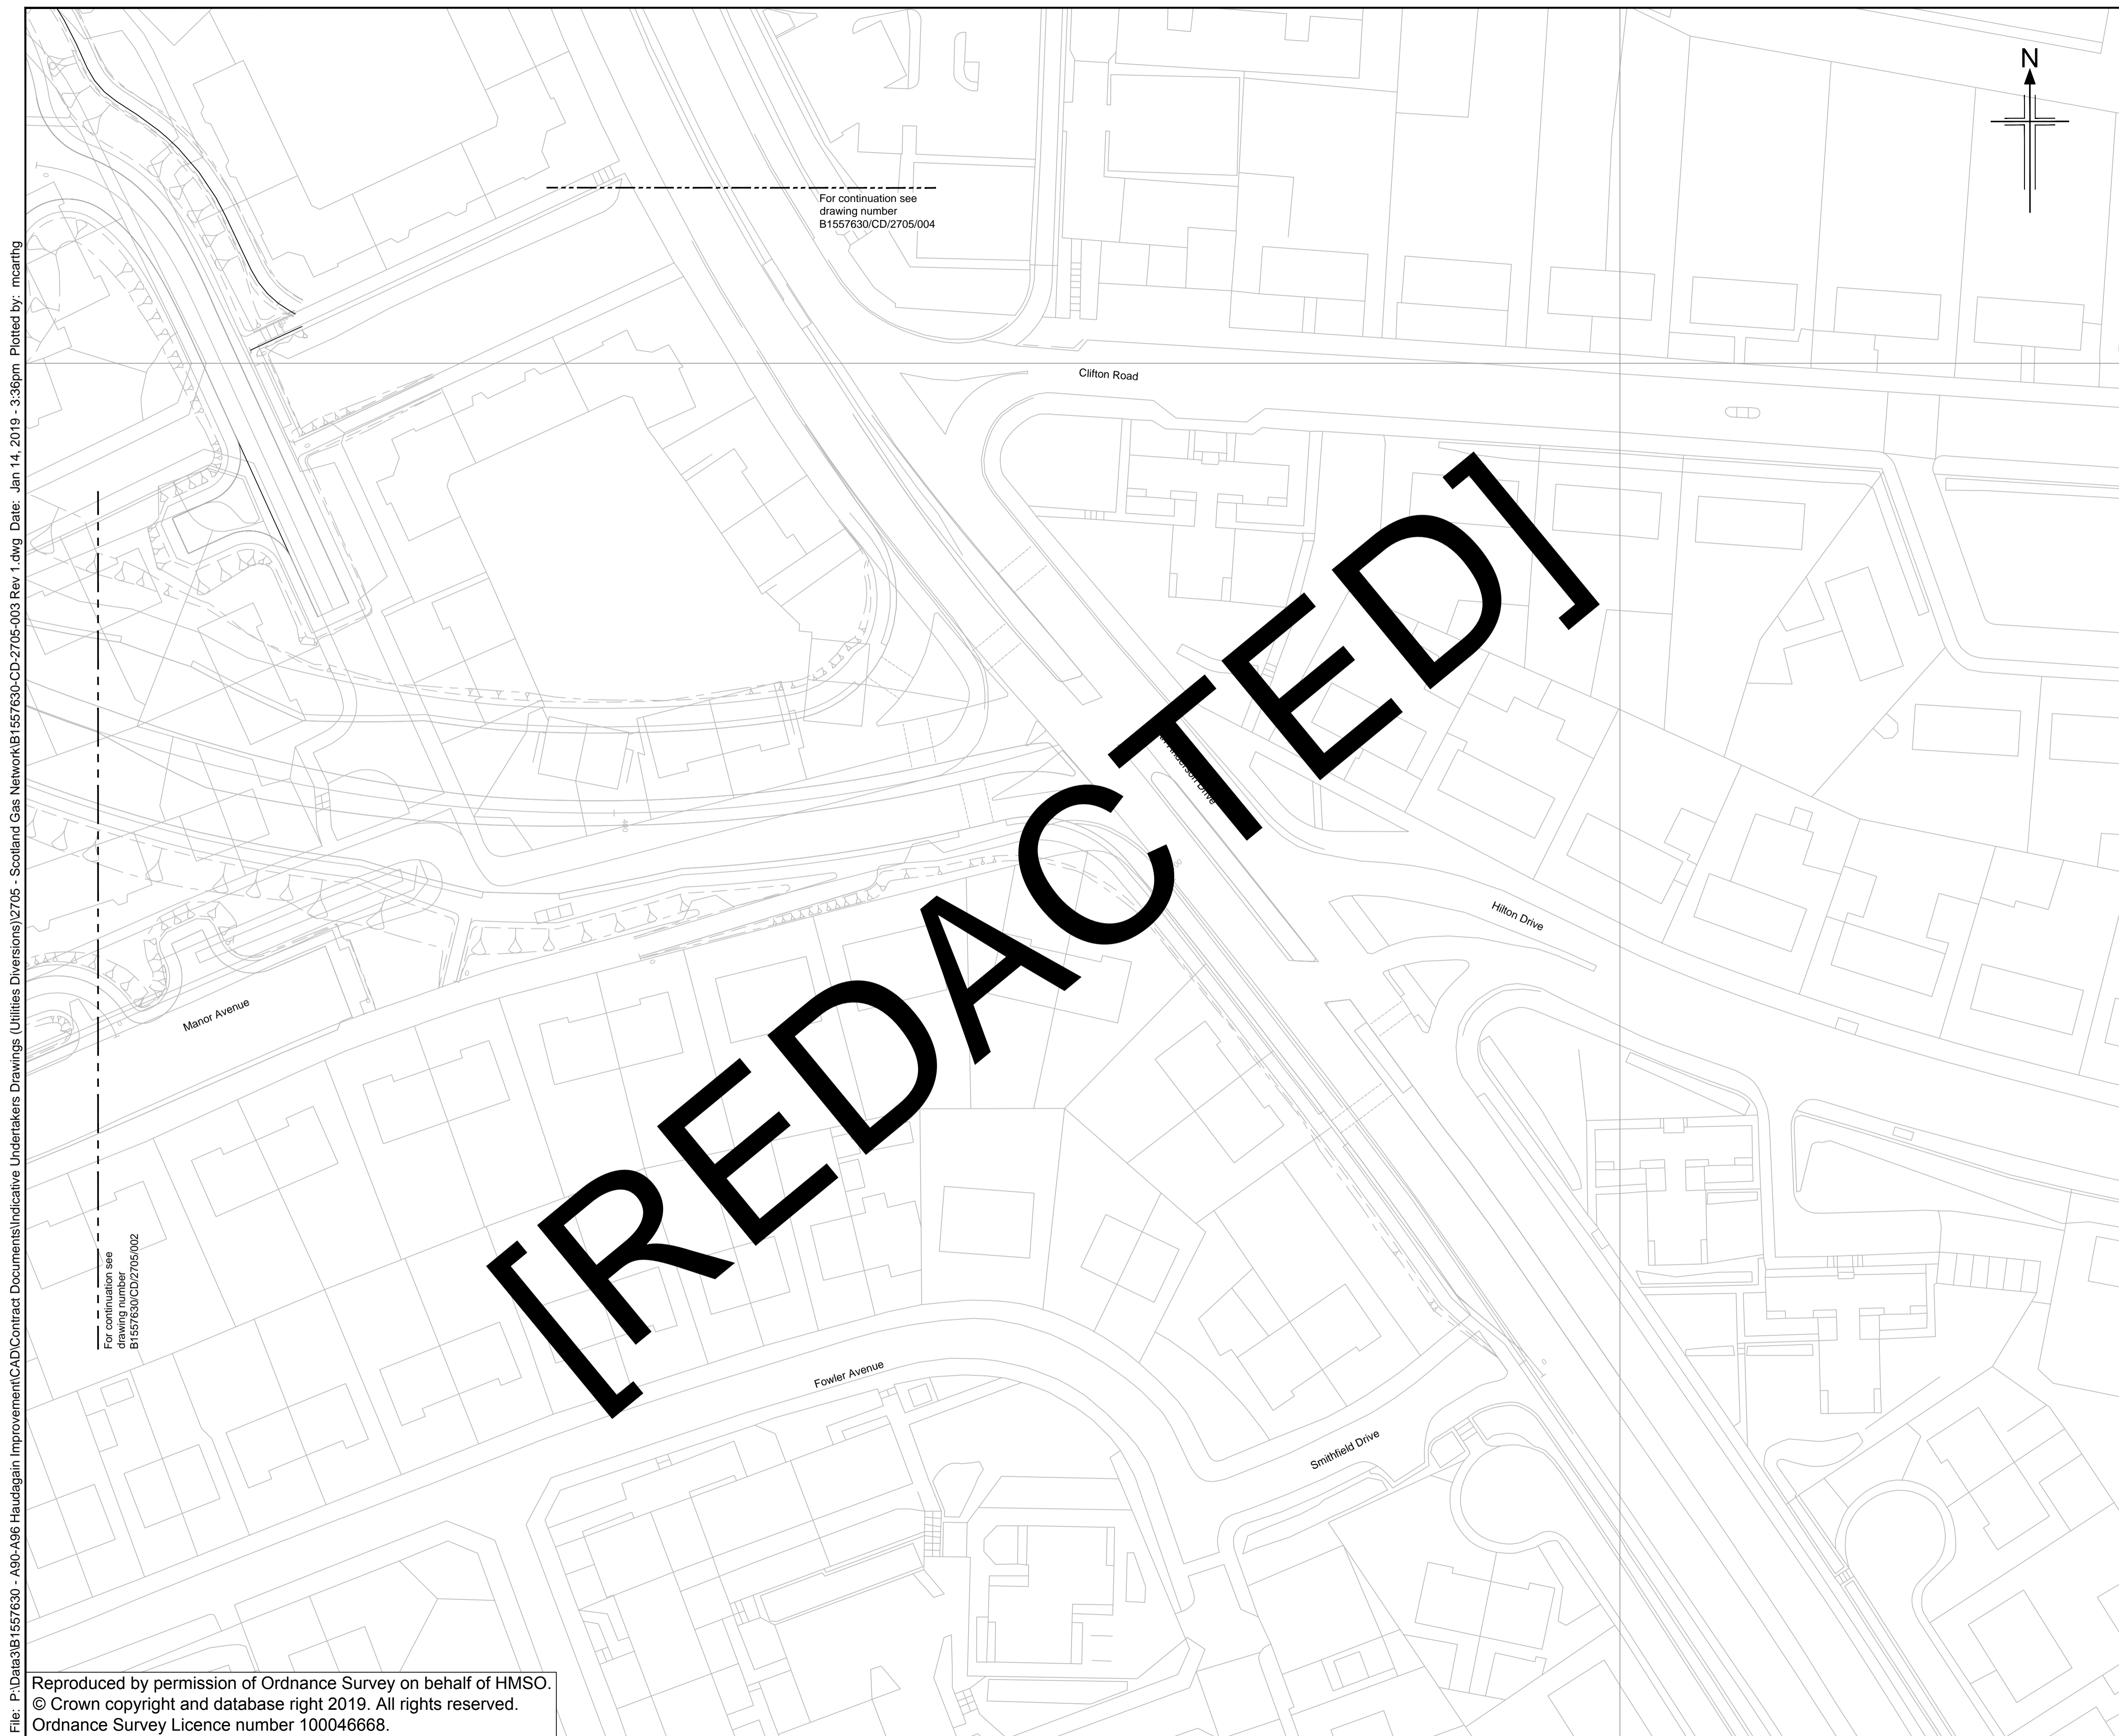 N
For continuation see
drawing number
B1557630/CD/2705/004
Clifton Road
[REDACTED]
Anderson Drive
Hilton Drive
Manor Avenue
For continuation see
drawing number
B1557630/CD/2705/002
Fowler Avenue
Smithfield Drive
Reproduced by permission of Ordnance Survey on behalf of HMSO.
© Crown copyright and database right 2019. All rights reserved.
Ordnance Survey Licence number 100046668.
File: P:\Data3\B1557630 - A90-A96 Haudagain Improvement\CAD\Contract Documents\Indicative Undertakers Drawings (Utilities Diversions)\2705 - Scotland Gas Network\B1557630-CD-2705-003 Rev 1.dwg Date: Jan 14, 2019 - 3:36pm Plotted by: mcarthg